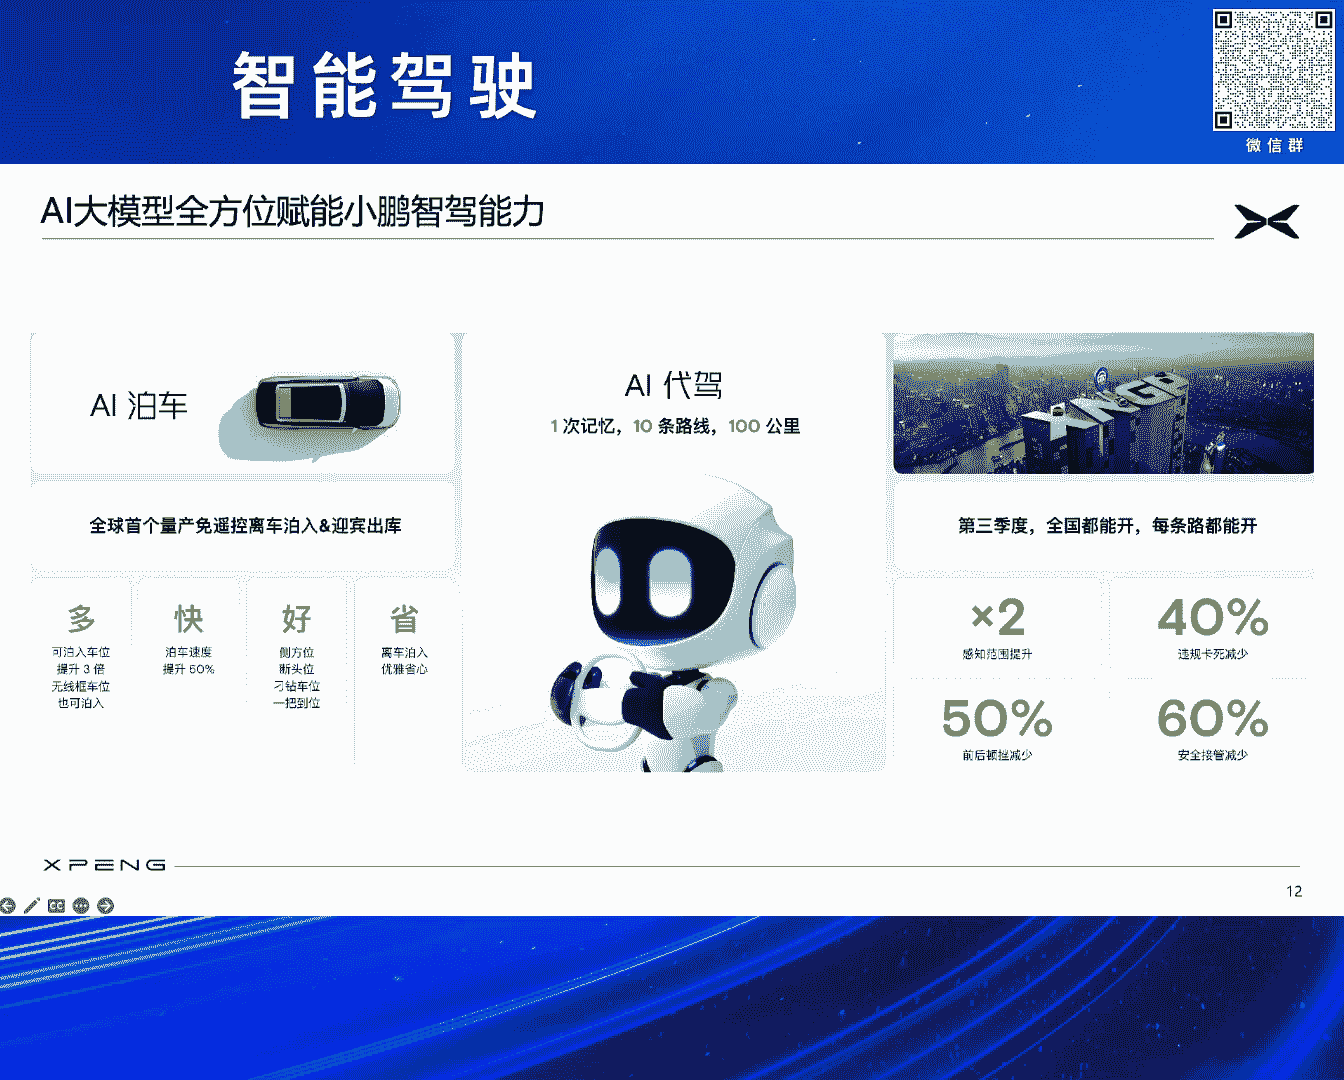 智能驾驶
微信群
AI大模型全方位赋能小鹏智驾能力
AI 泊车
全球首个量产免遥控离车泊入&迎宾出库
多
可泊入车位
提升 3 倍
无线框车位
也可泊入
快
泊车速度
提升 50%
好
侧方位
断头位
刁钻车位
一把到位
省
离车泊入
优雅省心
AI 代驾
1 次记忆，10 条路线，100 公里
XNGP
第三季度，全国都能开，每条路都能开
×2
感知范围提升
40%
违规卡死减少
50%
前后顿挫减少
60%
安全接管减少
XPENG
12